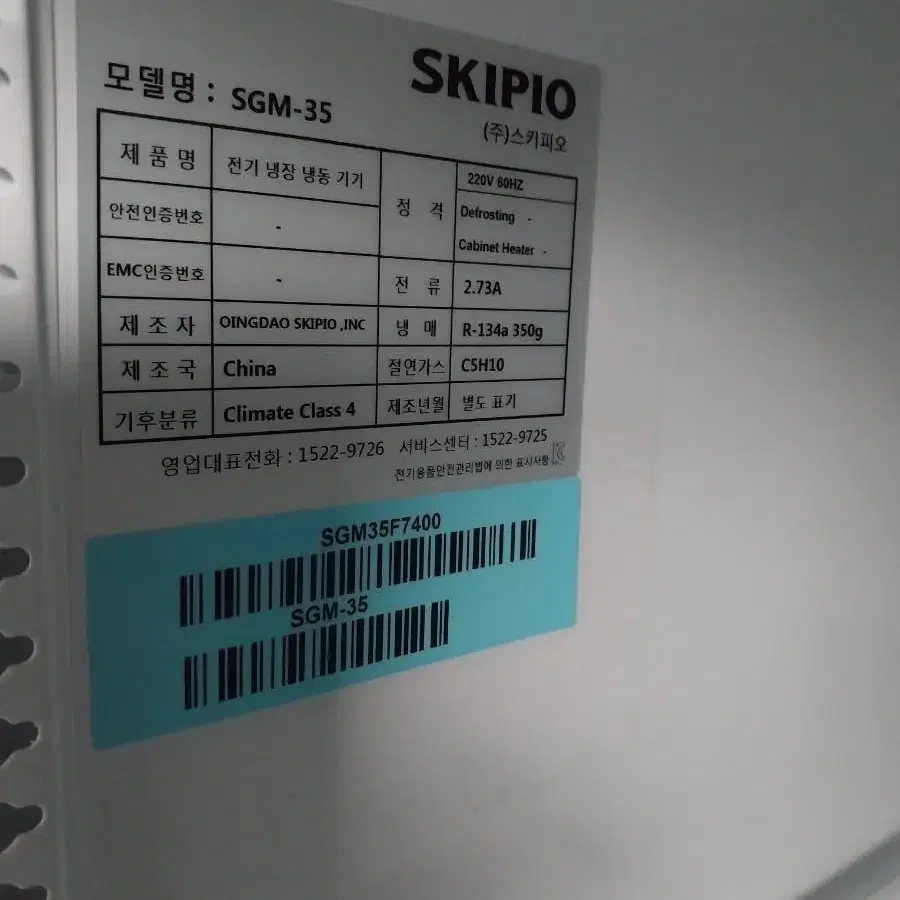 SKIPIO
모델명 : SGM-35
(주)스키피오
제품명 전기 냉장 냉동 기기 정격 220V 60HZ
Defrosting -
안전인증번호 - Cabinet Heater -
EMC인증번호 - 전류 2.73A
제조자 OINGDAO SKIPIO ,INC 냉매 R-134a 350g
제조국 China 절연가스 C5H10
기후분류 Climate Class 4 제조년월 별도 표기
영업대표전화 : 1522-9726 서비스센터 : 1522-9725
전기용품안전관리법에 의한 표시사항
SGM35F7400
SGM-35